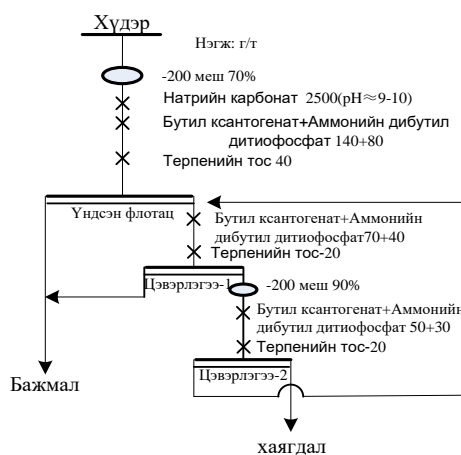 Хүдэр
Нэгж: г/т
-200 меш 70%
Натрийн карбонат 2500(pH≈9-10)
Бутил ксантогенат+Аммонийн дибутил
дитиофосфат 140+80
Терпенийн тос 40
Үндсэн флотац
Бутил ксантогенат+Аммонийн
дибутил дитиофосфат70+40
Терпенийн тос-20
Цэвэрлэгээ-1
-200 меш 90%
Бутил ксантогенат+Аммонийн
дибутил дитиофосфат 50+30
Терпенийн тос-20
Цэвэрлэгээ-2
Бажмал
хаягдал